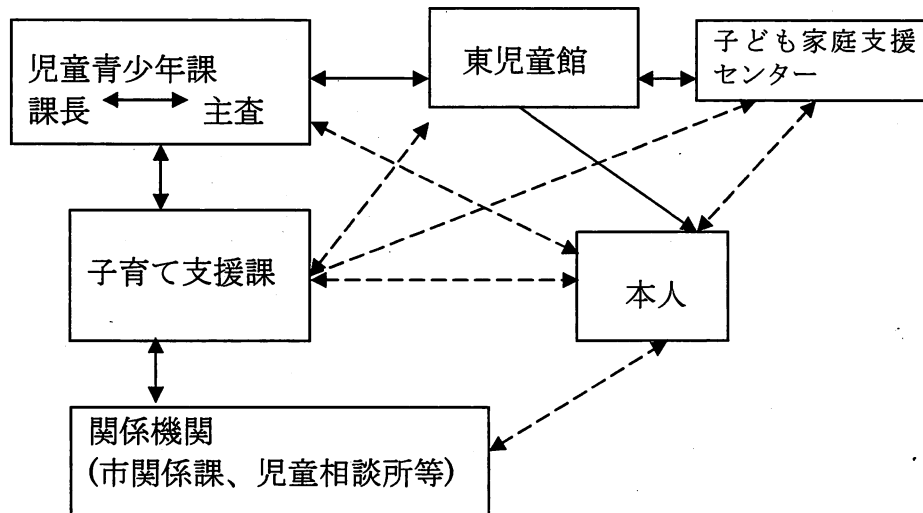 児童青少年課
課長 主査
東児童館
子ども家庭支援
センター
子育て支援課
本人
関係機関
(市関係課、児童相談所等)